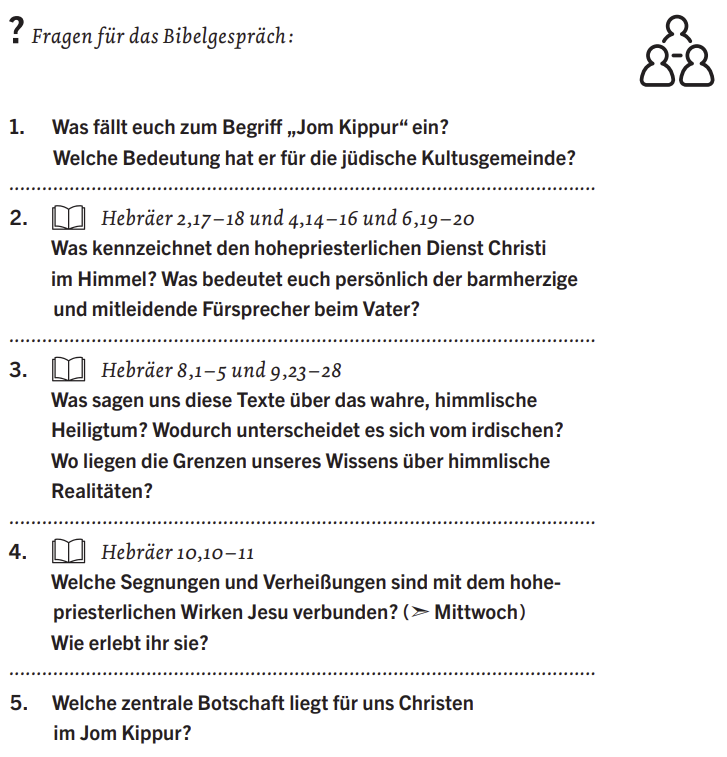 ? Fragen für das Bibelgespräch:
1. Was fällt euch zum Begriff „Jom Kippur“ ein?
Welche Bedeutung hat er für die jüdische Kultusgemeinde?
2. Hebräer 2,17–18 und 4,14–16 und 6,19–20
Was kennzeichnet den hohepriesterlichen Dienst Christi
im Himmel? Was bedeutet euch persönlich der barmherzige
und mitleidende Fürsprecher beim Vater?
3. Hebräer 8,1–5 und 9,23–28
Was sagen uns diese Texte über das wahre, himmlische
Heiligtum? Wodurch unterscheidet es sich vom irdischen?
Wo liegen die Grenzen unseres Wissens über himmlische
Realitäten?
4. Hebräer 10,10–11
Welche Segnungen und Verheißungen sind mit dem hohe-
priesterlichen Wirken Jesu verbunden? (➣ Mittwoch)
Wie erlebt ihr sie?
5. Welche zentrale Botschaft liegt für uns Christen
im Jom Kippur?